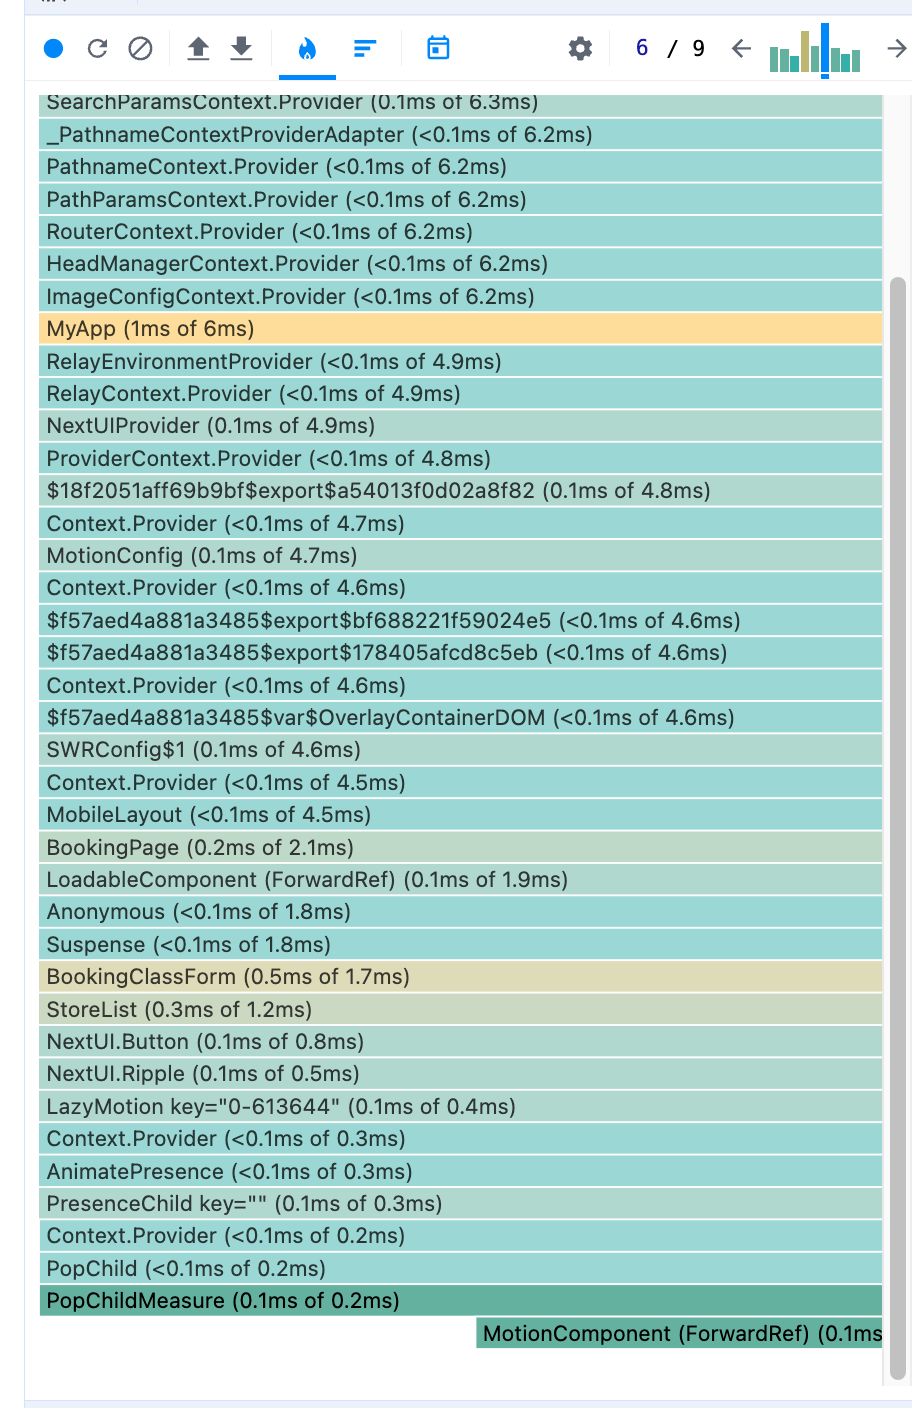 6 / 9
SearchParamsContext.Provider (0.1ms of 6.3ms)
_PathnameContextProviderAdapter (<0.1ms of 6.2ms)
PathnameContext.Provider (<0.1ms of 6.2ms)
PathParamsContext.Provider (<0.1ms of 6.2ms)
RouterContext.Provider (<0.1ms of 6.2ms)
HeadManagerContext.Provider (<0.1ms of 6.2ms)
ImageConfigContext.Provider (<0.1ms of 6.2ms)
MyApp (1ms of 6ms)
RelayEnvironmentProvider (<0.1ms of 4.9ms)
RelayContext.Provider (<0.1ms of 4.9ms)
NextUIProvider (0.1ms of 4.9ms)
ProviderContext.Provider (<0.1ms of 4.8ms)
$18f2051aff69b9bf$export$a54013f0d02a8f82 (0.1ms of 4.8ms)
Context.Provider (<0.1ms of 4.7ms)
MotionConfig (0.1ms of 4.7ms)
Context.Provider (<0.1ms of 4.6ms)
$f57aed4a881a3485$export$bf688221f59024e5 (<0.1ms of 4.6ms)
$f57aed4a881a3485$export$178405afcd8c5eb (<0.1ms of 4.6ms)
Context.Provider (<0.1ms of 4.6ms)
$f57aed4a881a3485$var$OverlayContainerDOM (<0.1ms of 4.6ms)
SWRConfig$1 (0.1ms of 4.6ms)
Context.Provider (<0.1ms of 4.5ms)
MobileLayout (<0.1ms of 4.5ms)
BookingPage (0.2ms of 2.1ms)
LoadableComponent (ForwardRef) (0.1ms of 1.9ms)
Anonymous (<0.1ms of 1.8ms)
Suspense (<0.1ms of 1.8ms)
BookingClassForm (0.5ms of 1.7ms)
StoreList (0.3ms of 1.2ms)
NextUI.Button (0.1ms of 0.8ms)
NextUI.Ripple (0.1ms of 0.5ms)
LazyMotion key="0-613644" (0.1ms of 0.4ms)
Context.Provider (<0.1ms of 0.3ms)
AnimatePresence (<0.1ms of 0.3ms)
PresenceChild key="" (0.1ms of 0.3ms)
Context.Provider (<0.1ms of 0.2ms)
PopChild (<0.1ms of 0.2ms)
PopChildMeasure (0.1ms of 0.2ms)
MotionComponent (ForwardRef) (0.1ms